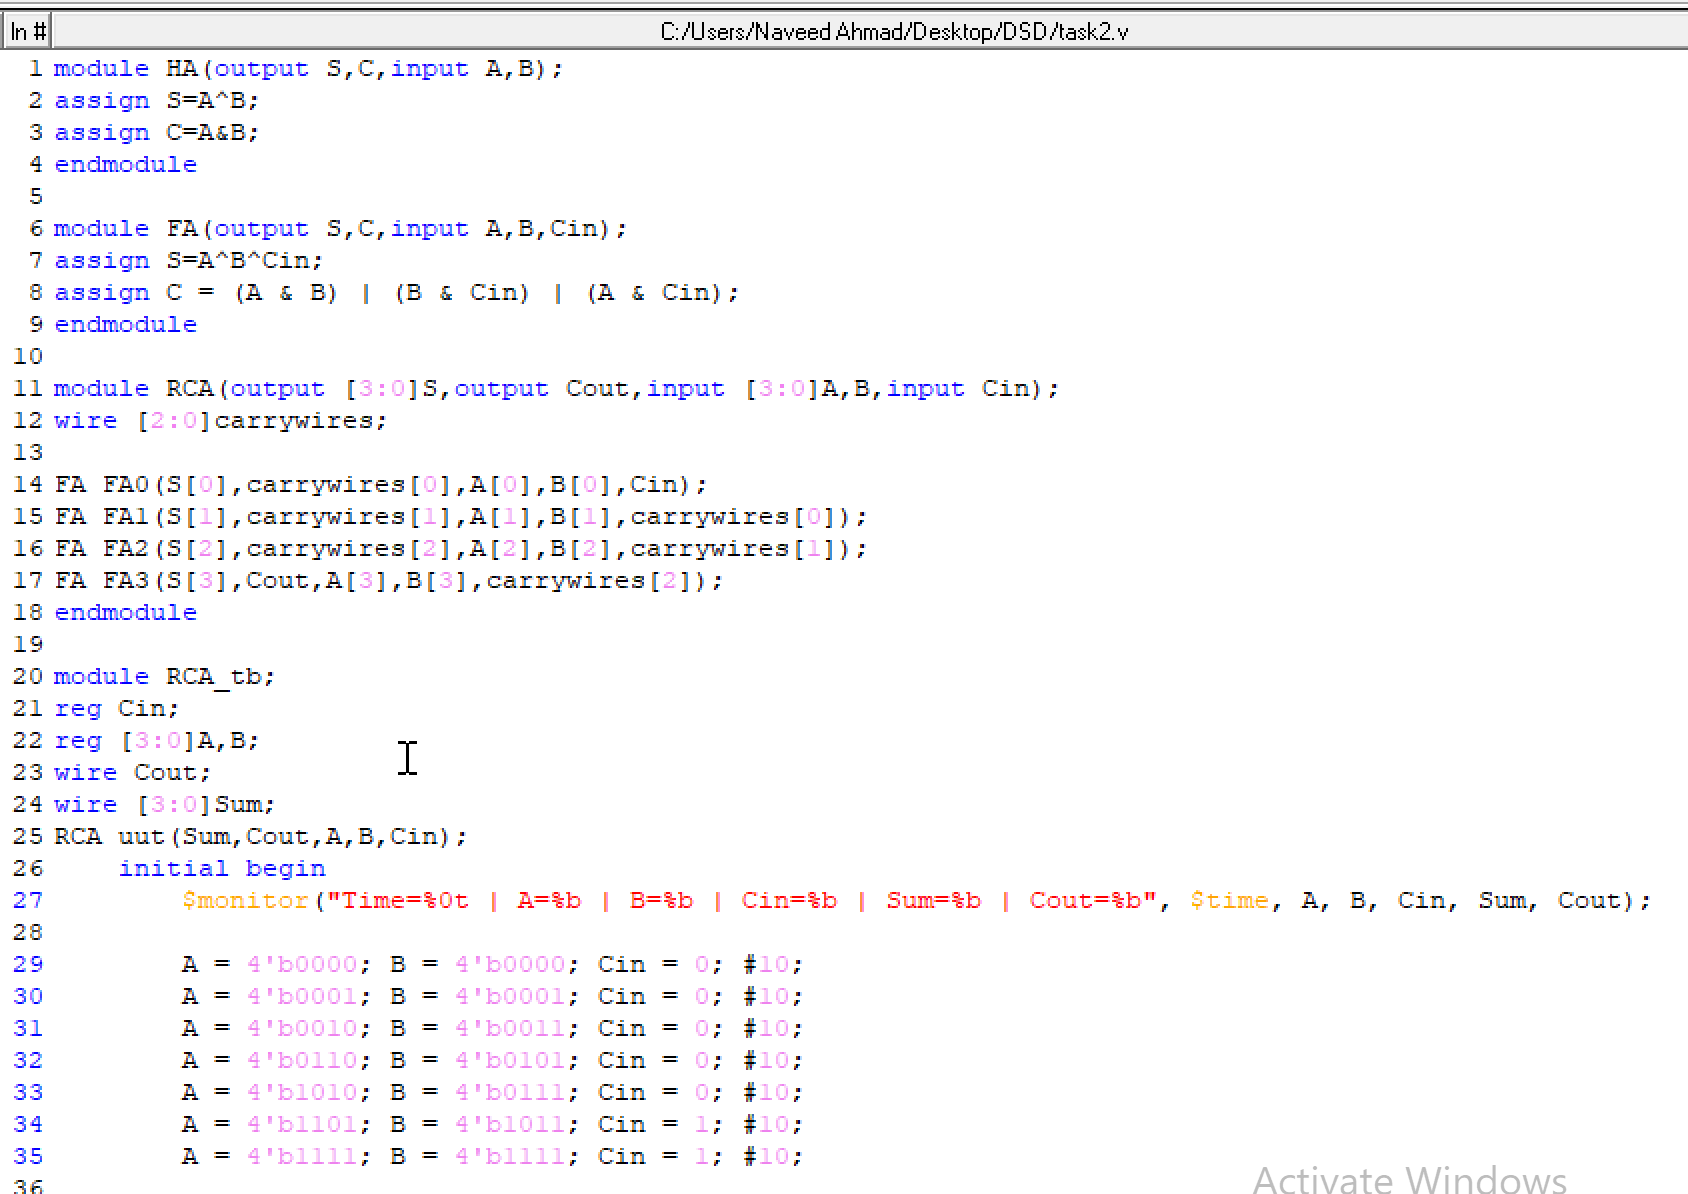 ln # C:/Users/Naveed Ahmad/Desktop/DSD/task2.v
1 module HA(output S,C,input A,B);
2 assign S=A^B;
3 assign C=A&B;
4 endmodule
5
6 module FA(output S,C,input A,B,Cin);
7 assign S=A^B^Cin;
8 assign C = (A & B) | (B & Cin) | (A & Cin);
9 endmodule
10
11 module RCA(output [3:0]S,output Cout,input [3:0]A,B,input Cin);
12 wire [2:0]carrywires;
13
14 FA FA0(S[0],carrywires[0],A[0],B[0],Cin);
15 FA FA1(S[1],carrywires[1],A[1],B[1],carrywires[0]);
16 FA FA2(S[2],carrywires[2],A[2],B[2],carrywires[1]);
17 FA FA3(S[3],Cout,A[3],B[3],carrywires[2]);
18 endmodule
19
20 module RCA_tb;
21 reg Cin;
22 reg [3:0]A,B;
23 wire Cout;
24 wire [3:0]Sum;
25 RCA uut(Sum,Cout,A,B,Cin);
26     initial begin
27         $monitor("Time=%0t | A=%b | B=%b | Cin=%b | Sum=%b | Cout=%b", $time, A, B, Cin, Sum, Cout);
28
29         A = 4'b0000; B = 4'b0000; Cin = 0; #10;
30         A = 4'b0001; B = 4'b0001; Cin = 0; #10;
31         A = 4'b0010; B = 4'b0011; Cin = 0; #10;
32         A = 4'b0110; B = 4'b0101; Cin = 0; #10;
33         A = 4'b1010; B = 4'b0111; Cin = 0; #10;
34         A = 4'b1101; B = 4'b1011; Cin = 1; #10;
35         A = 4'b1111; B = 4'b1111; Cin = 1; #10;
36
Activate Windows